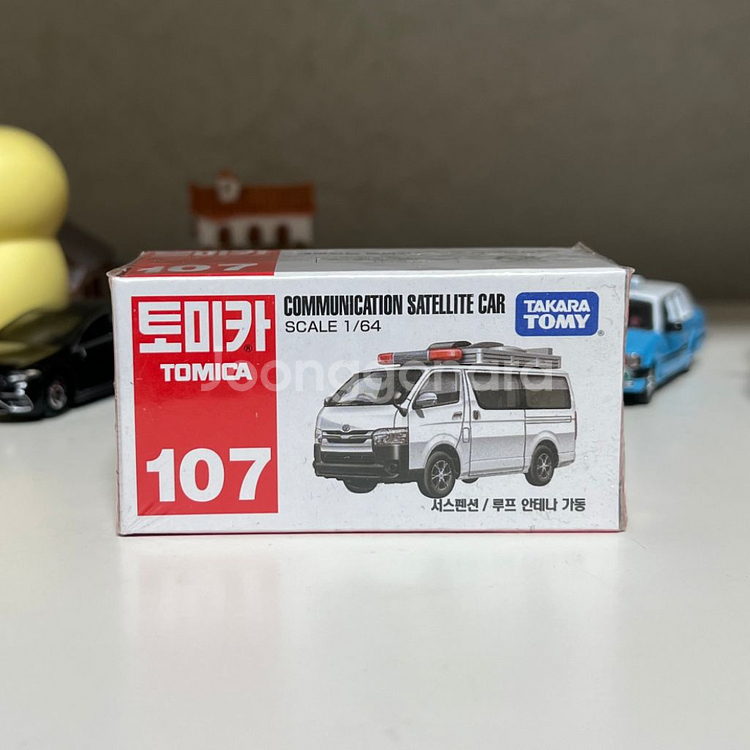 107
토미카
TOMICA
107
COMMUNICATION SATELLITE CAR
SCALE 1/64
TAKARA
TOMY
Joonggonara
서스펜션 / 루프 안테나 가동